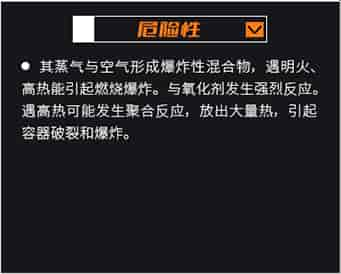 危险性
● 其蒸气与空气形成爆炸性混合物，遇明火、
高热能引起燃烧爆炸。与氧化剂发生强烈反应。
遇高热可能发生聚合反应，放出大量热，引起
容器破裂和爆炸。